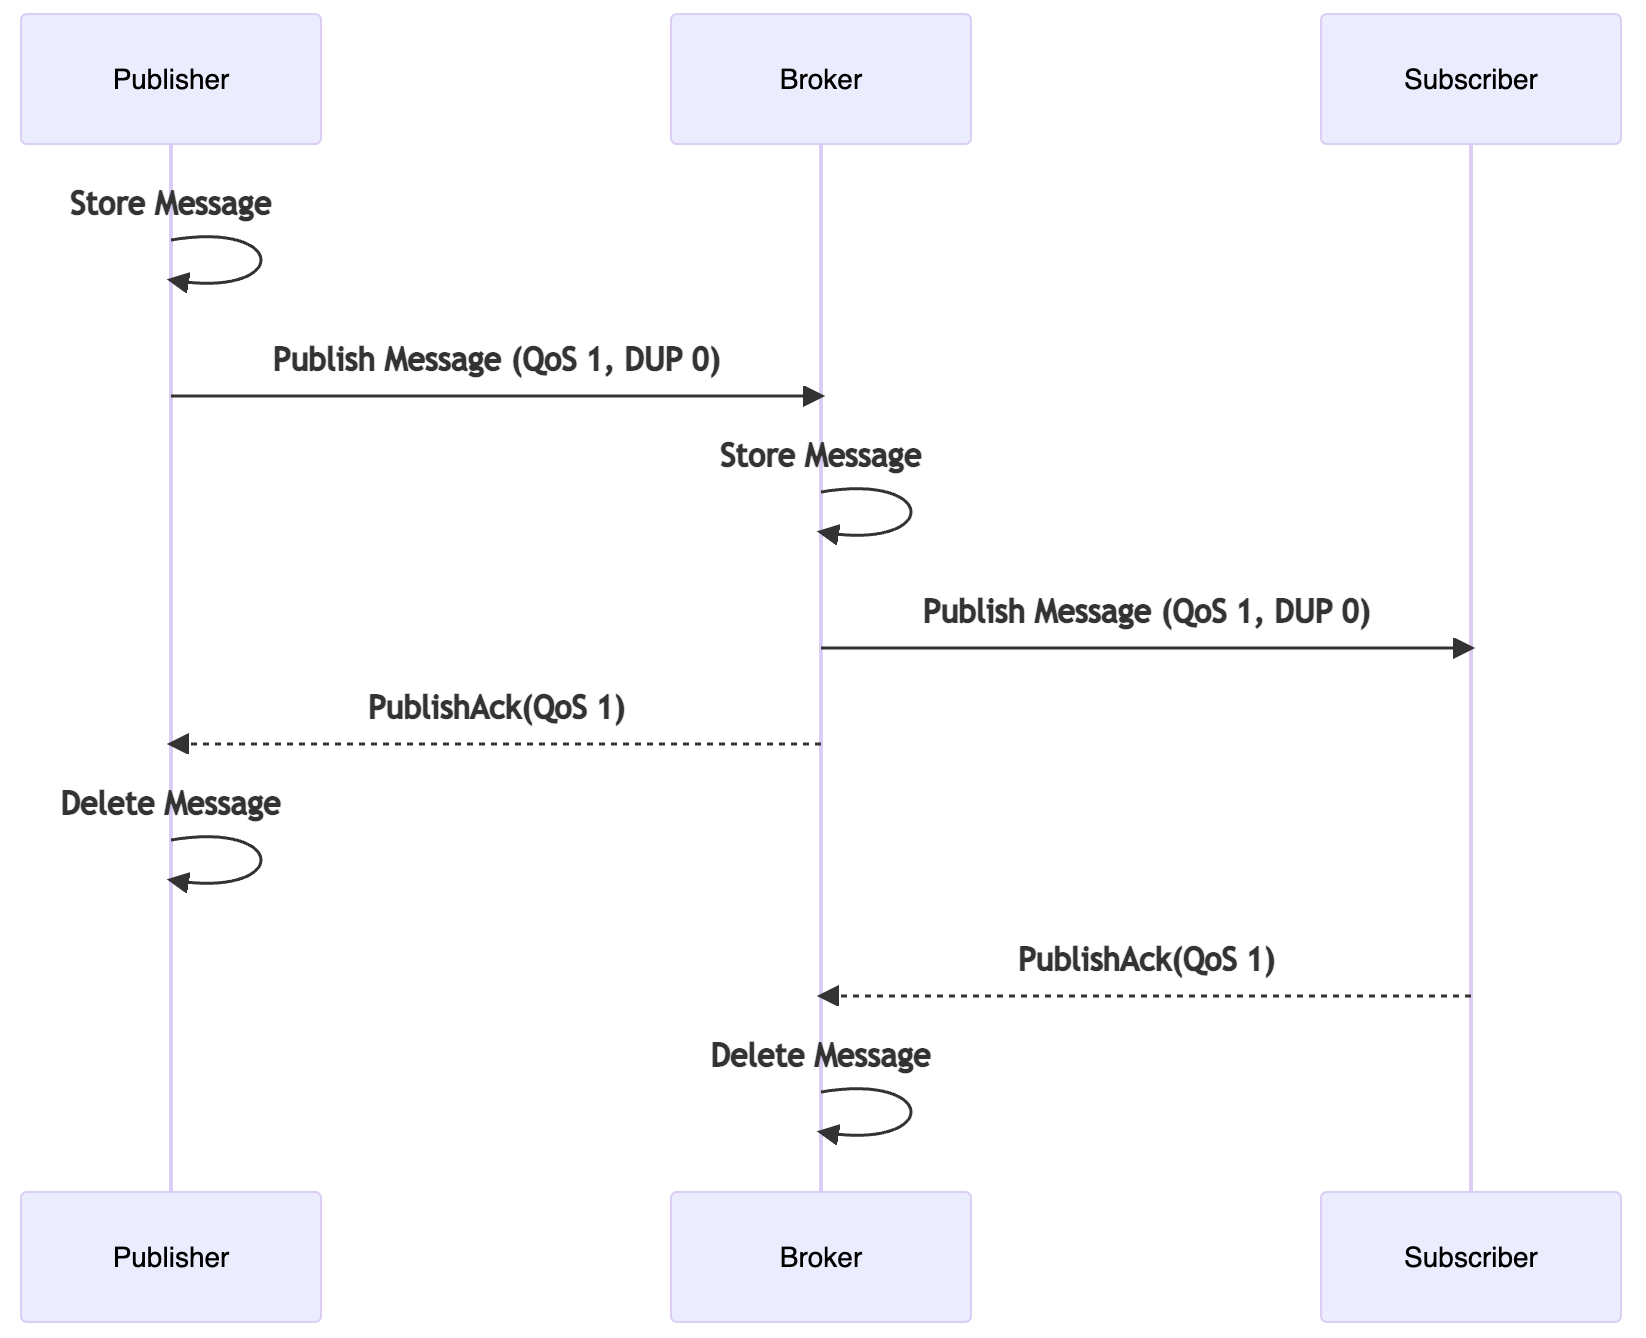 Publisher
Broker
Subscriber
Store Message
Publish Message (QoS 1, DUP 0)
Store Message
Publish Message (QoS 1, DUP 0)
PublishAck(QoS 1)
Delete Message
PublishAck(QoS 1)
Delete Message
Publisher
Broker
Subscriber